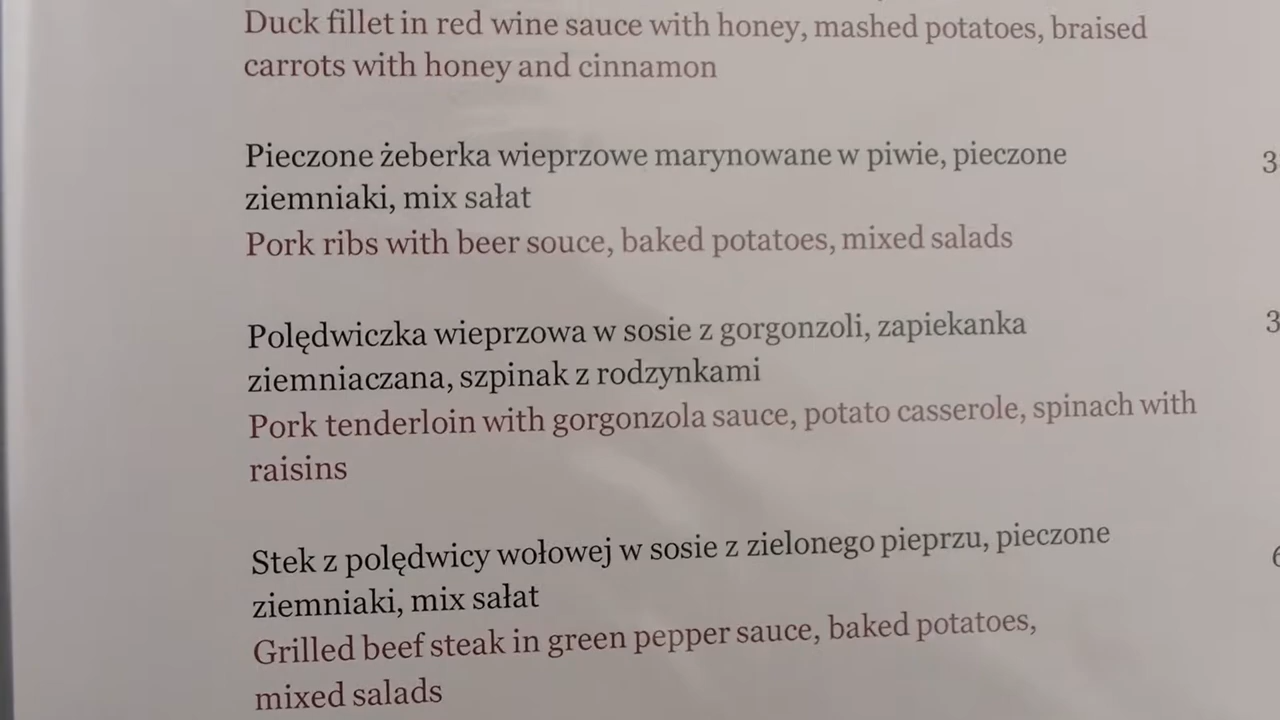 Duck fillet in red wine sauce with honey, mashed potatoes, braised
carrots with honey and cinnamon
Pieczone żeberka wieprzowe marynowane w piwie, pieczone
ziemniaki, mix sałat
Pork ribs with beer souce, baked potatoes, mixed salads
Polędwiczka wieprzowa w sosie z gorgonzoli, zapiekanka
ziemniaczana, szpinak z rodzynkami
Pork tenderloin with gorgonzola sauce, potato casserole, spinach with
raisins
Stek z polędwicy wołowej w sosie z zielonego pieprzu, pieczone
ziemniaki, mix sałat
Grilled beef steak in green pepper sauce, baked potatoes,
mixed salads